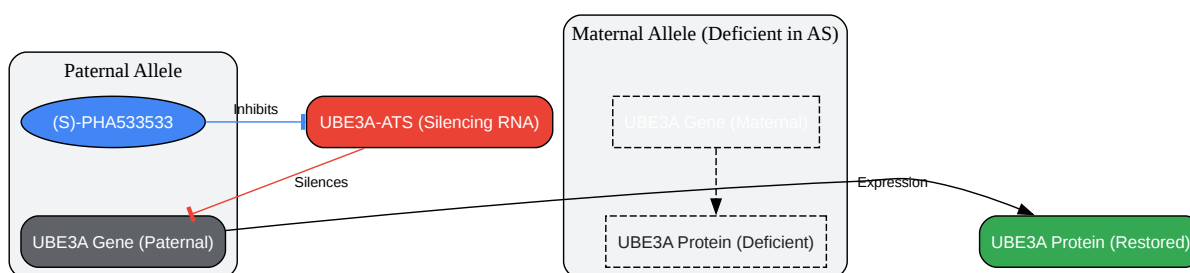 Maternal Allele (Deficient in AS)
Paternal Allele
(S)-PHA533533
Inhibits
UBE3A-ATS (Silencing RNA)
UBE3A Gene (Maternal)
Silences
Expression
UBE3A Gene (Paternal)
UBE3A Protein (Deficient)
UBE3A Protein (Restored)